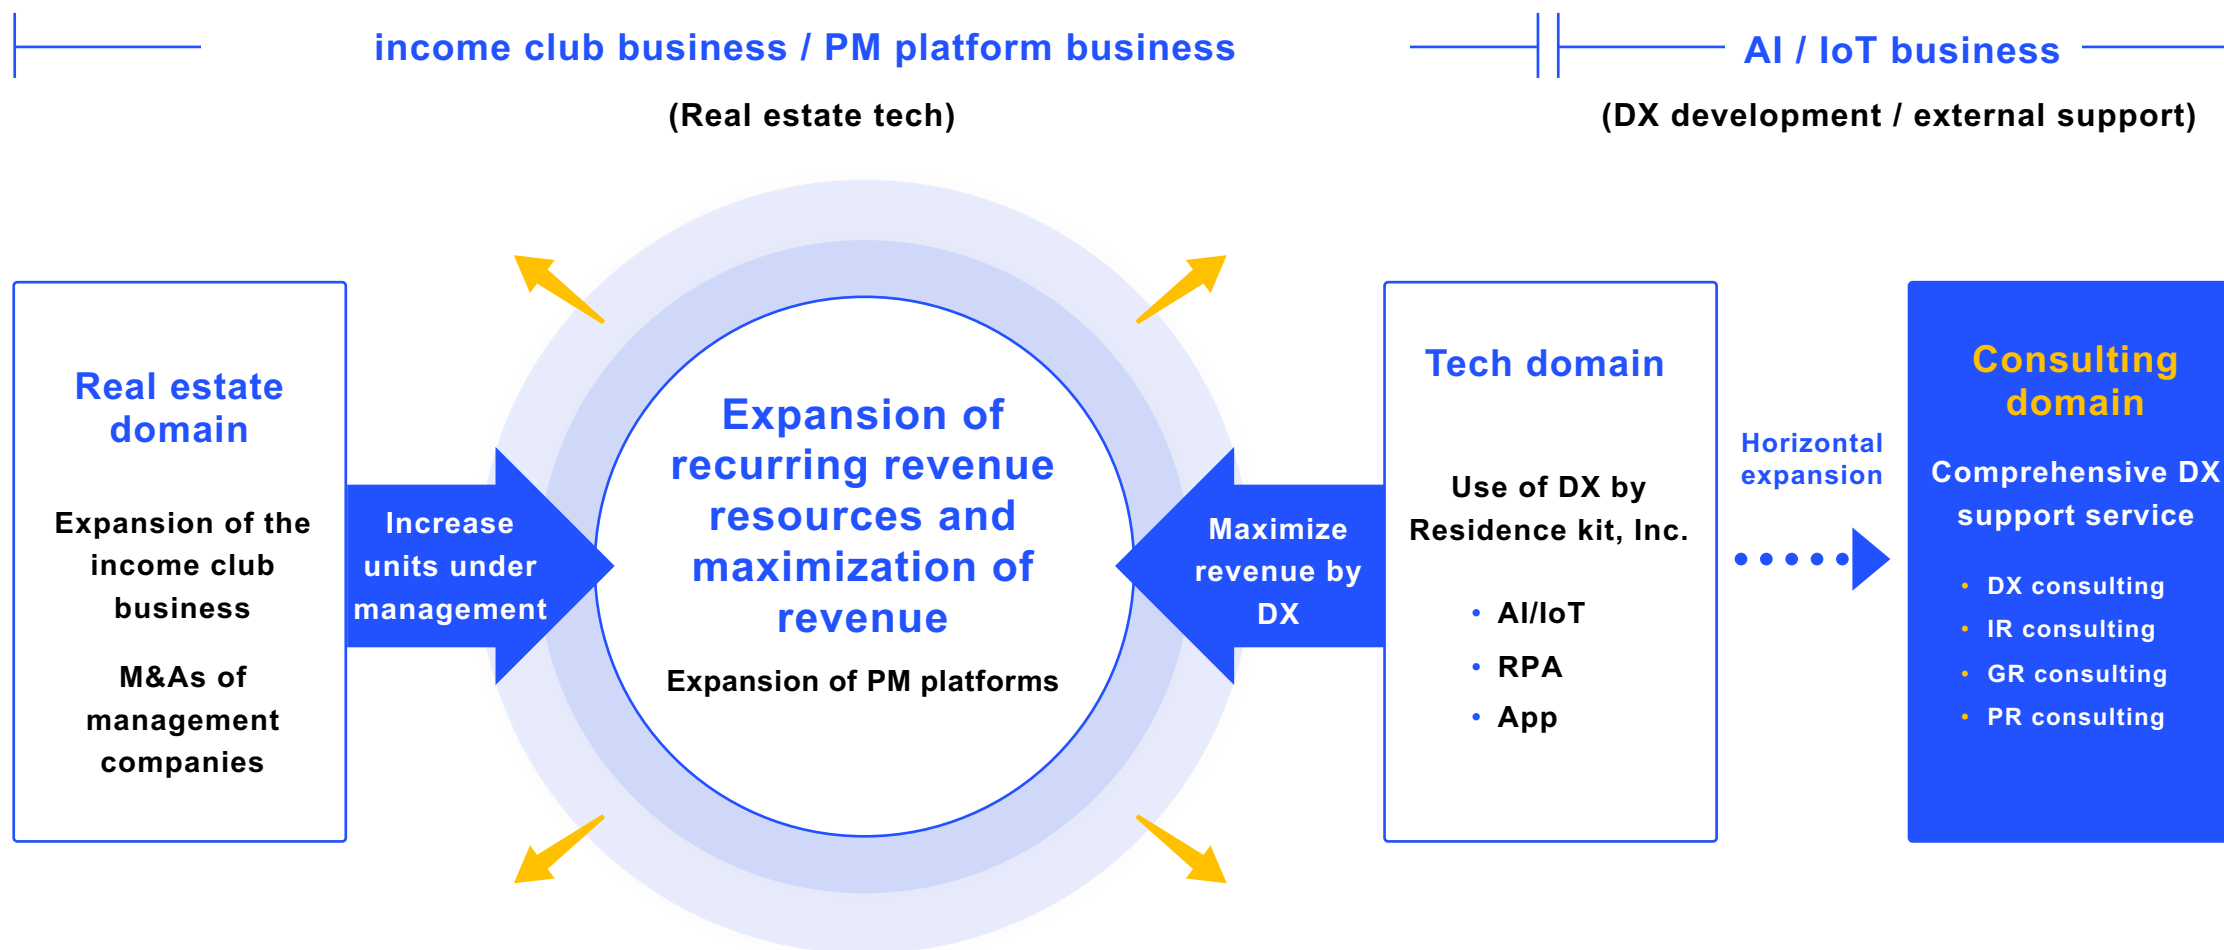 income club business / PM platform business
(Real estate tech)
AI / IoT business
(DX development / external support)
Real estate
domain
Expansion of the
income club
business
M&As of
management
companies
Increase
units under
management
Expansion of
recurring revenue
resources and
maximization of
revenue
Expansion of PM platforms
Maximize
revenue by
DX
Tech domain
Use of DX by
Residence kit, Inc.
• AI/IoT
• RPA
• App
Horizontal
expansion
Consulting
domain
Comprehensive DX
support service
• DX consulting
• IR consulting
• GR consulting
• PR consulting